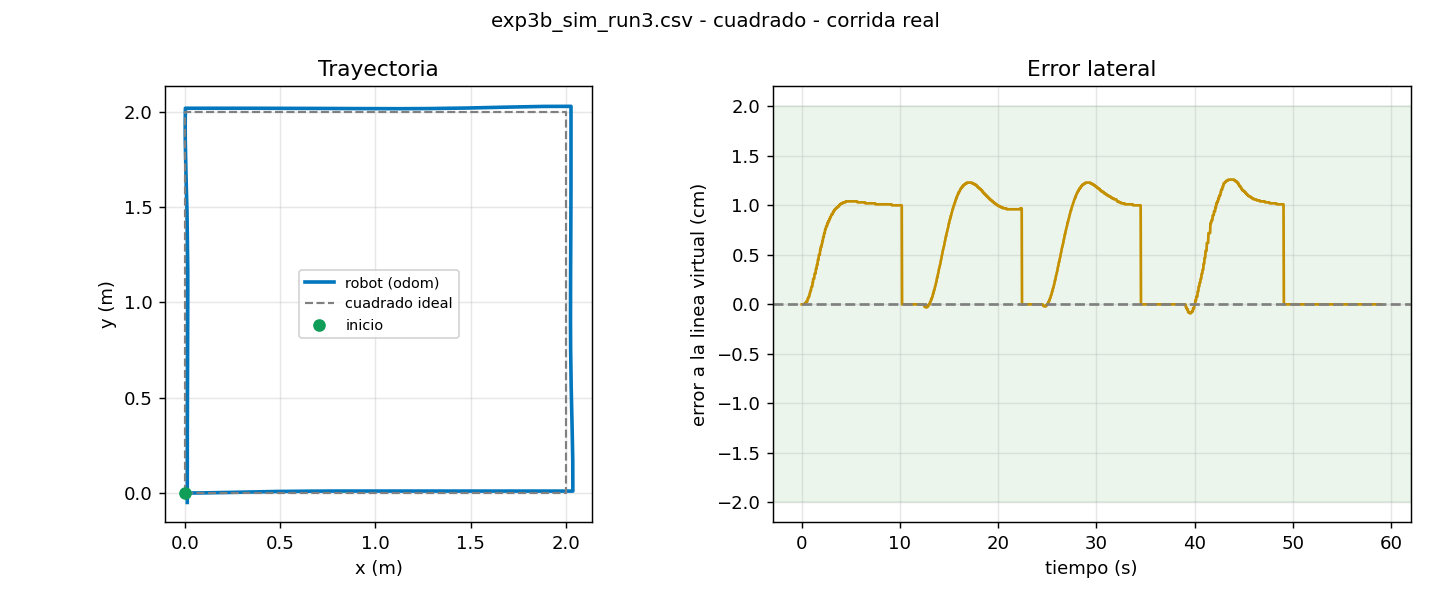 exp3b_sim_run3.csv - cuadrado - corrida real
Trayectoria
y (m)
2.0
1.5
1.0
0.5
0.0
robot (odom)
cuadrado ideal
inicio
0.0 0.5 1.0 1.5 2.0
x (m)
Error lateral
error a la linea virtual (cm)
2.0
1.5
1.0
0.5
0.0
−0.5
−1.0
−1.5
−2.0
0 10 20 30 40 50 60
tiempo (s)